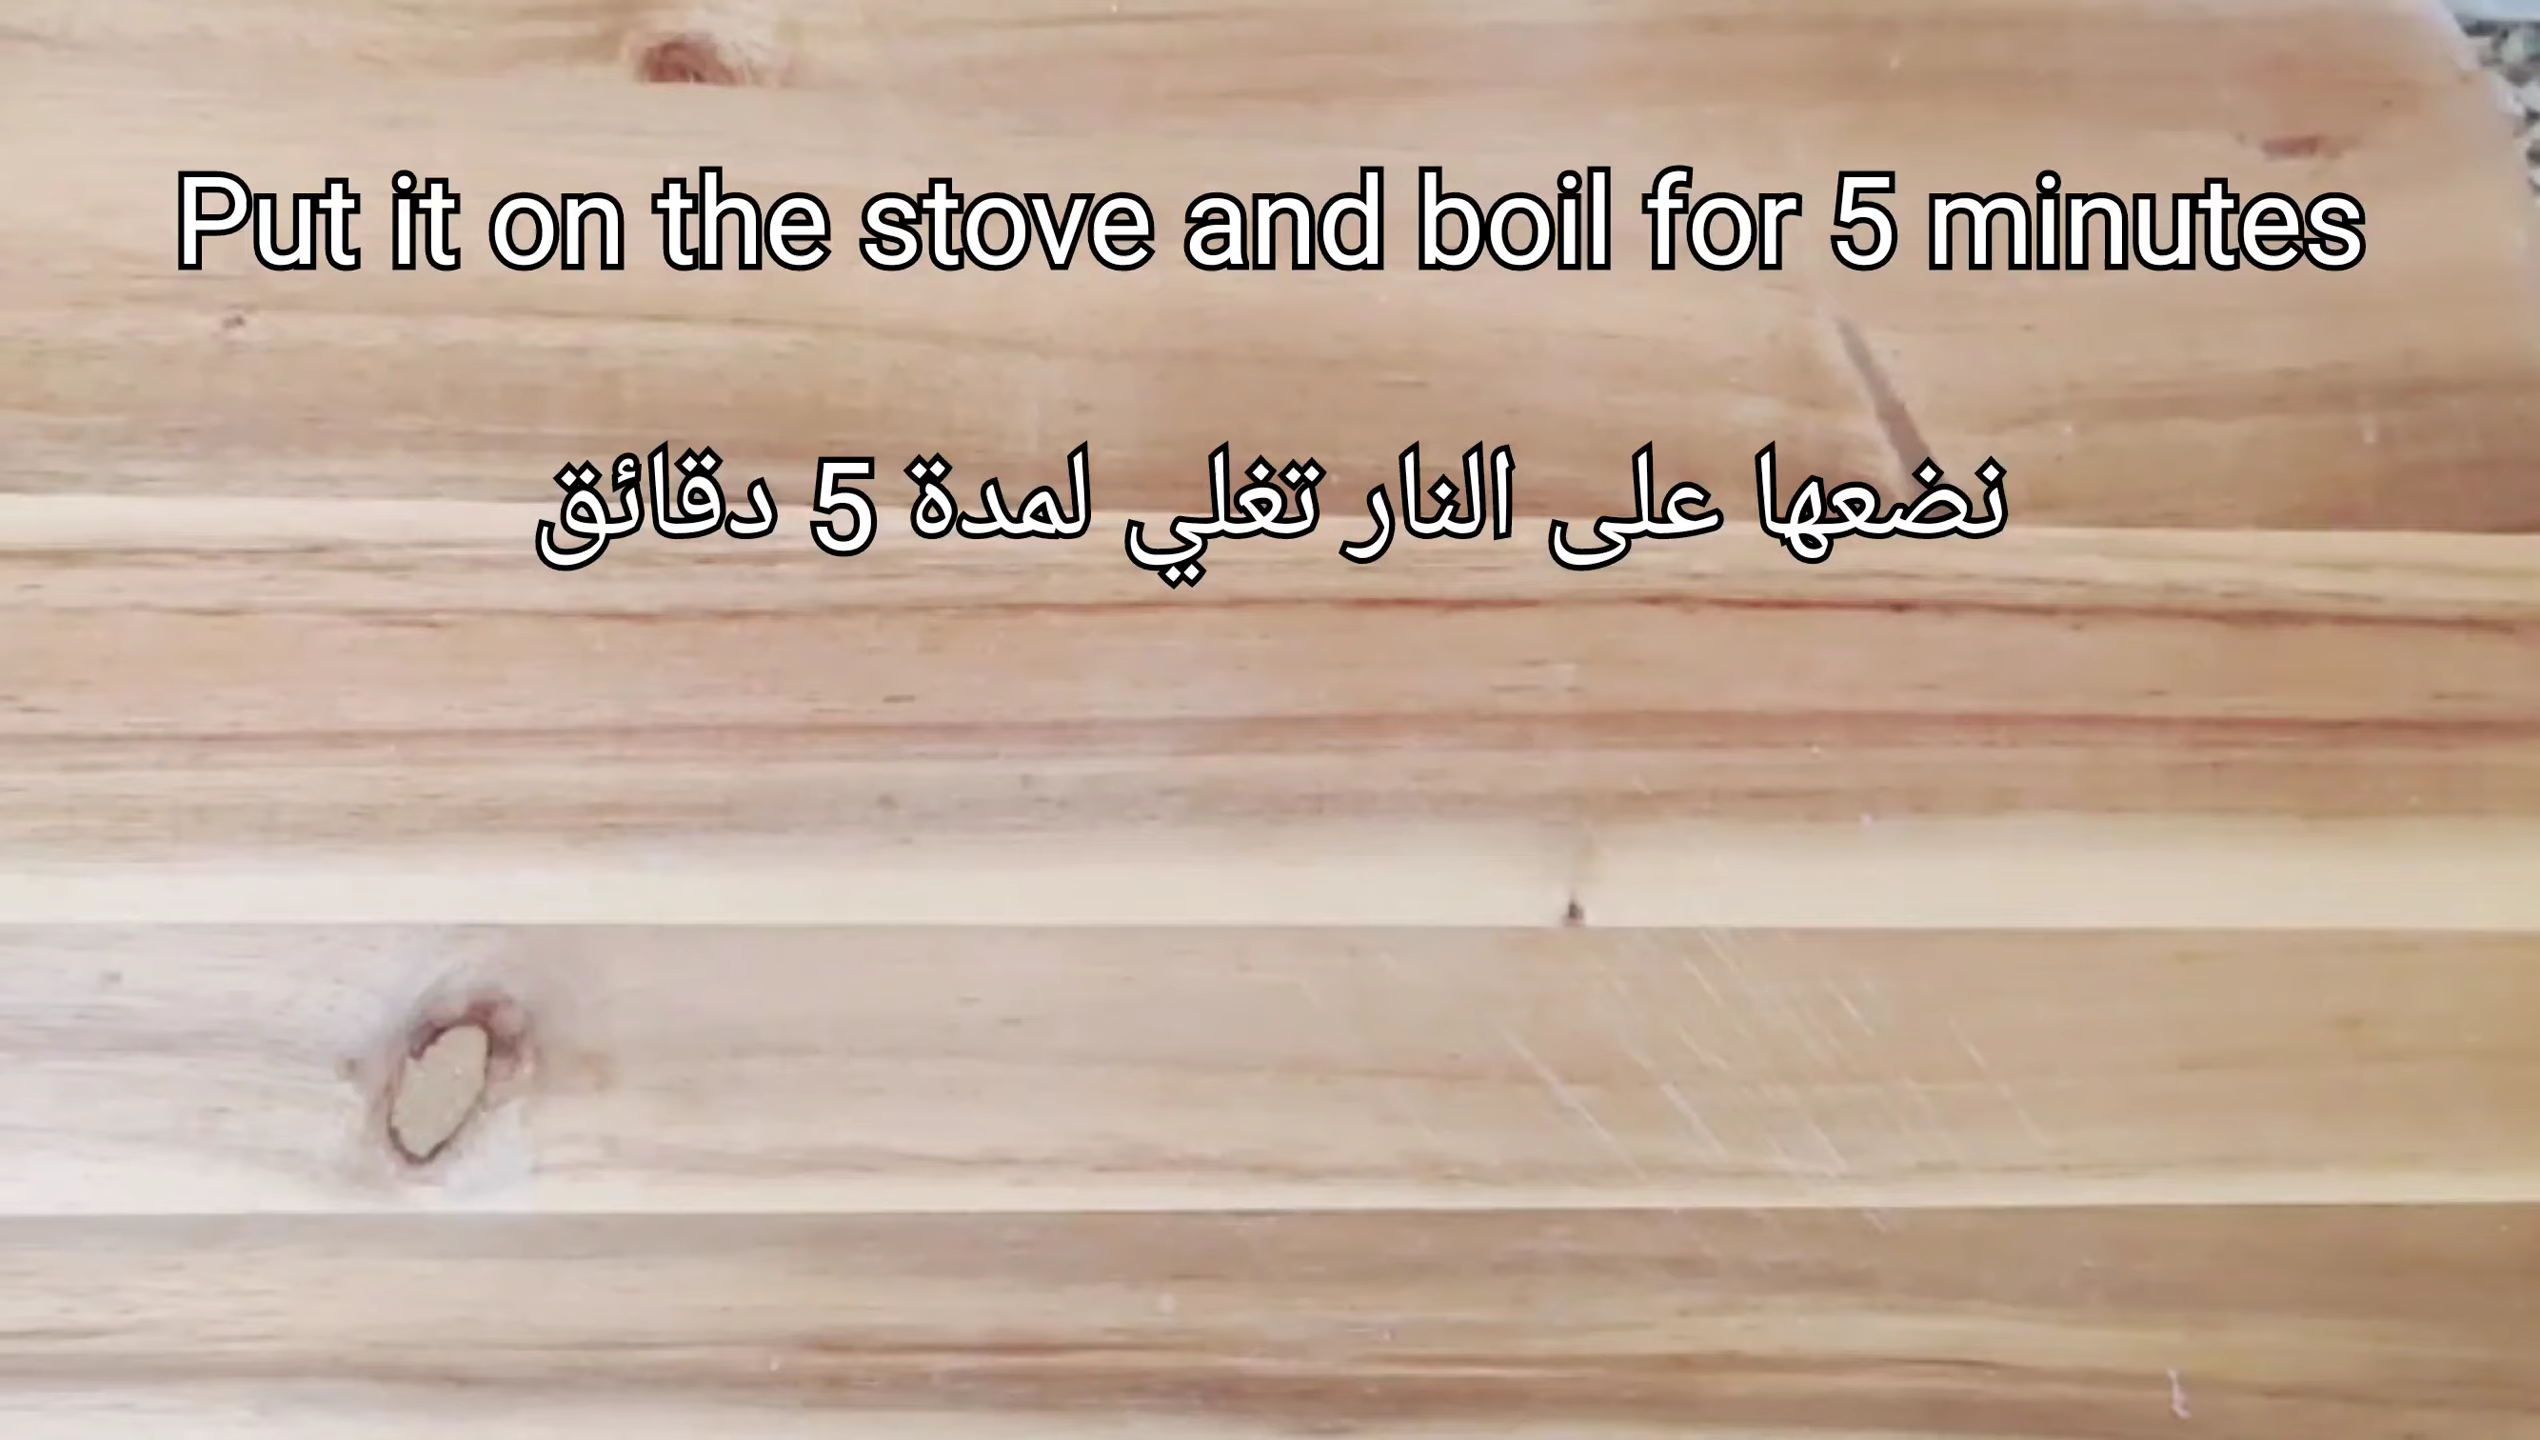 Put it on the stove and boil for 5 minutes
نضعها على النار تغلي لمدة 5 دقائق